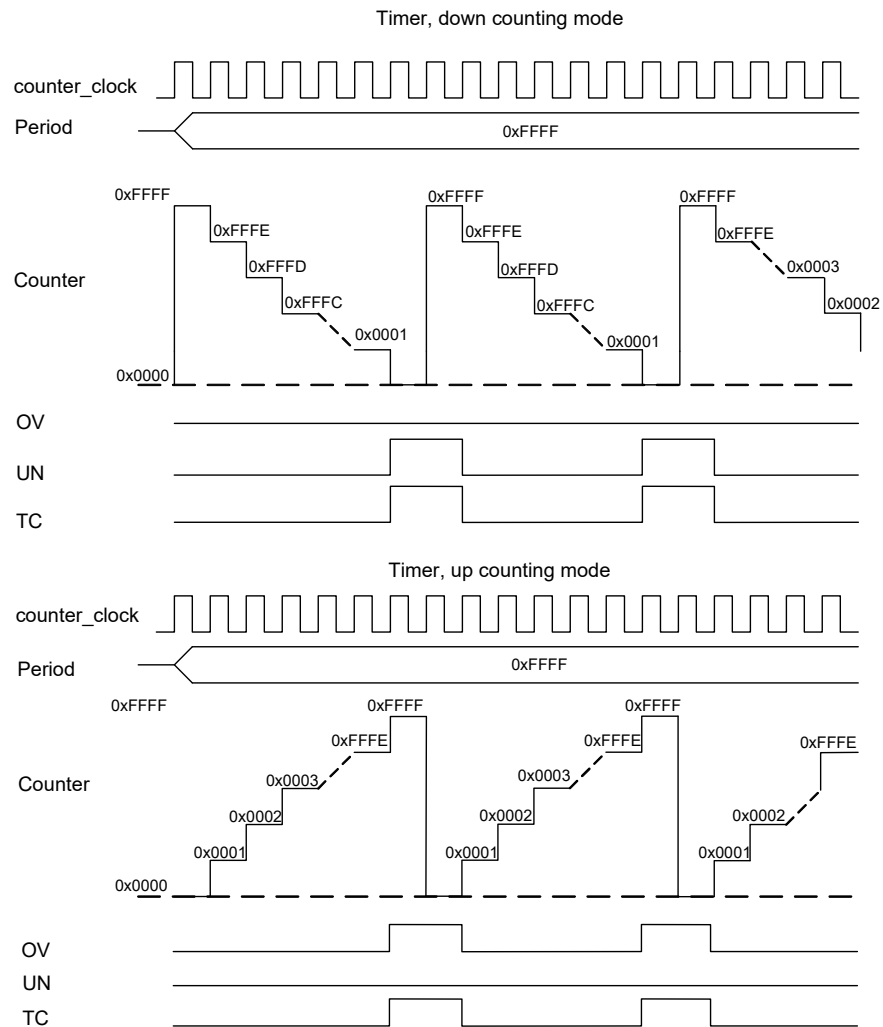 Timer, down counting mode
counter_clock
Period
0xFFFF
0xFFFF
0xFFFF
0xFFFF
0xFFFE
0xFFFE
0xFFFE
0xFFFD
0xFFFD
0x0003
Counter
0xFFFC
0xFFFC
0x0002
0x0001
0x0001
0x0000
OV
UN
TC
Timer, up counting mode
counter_clock
Period
0xFFFF
0xFFFF
0xFFFF
0xFFFF
0xFFFE
0xFFFE
0xFFFE
Counter
0x0003
0x0003
0x0002
0x0002
0x0002
0x0001
0x0001
0x0001
0x0000
OV
UN
TC